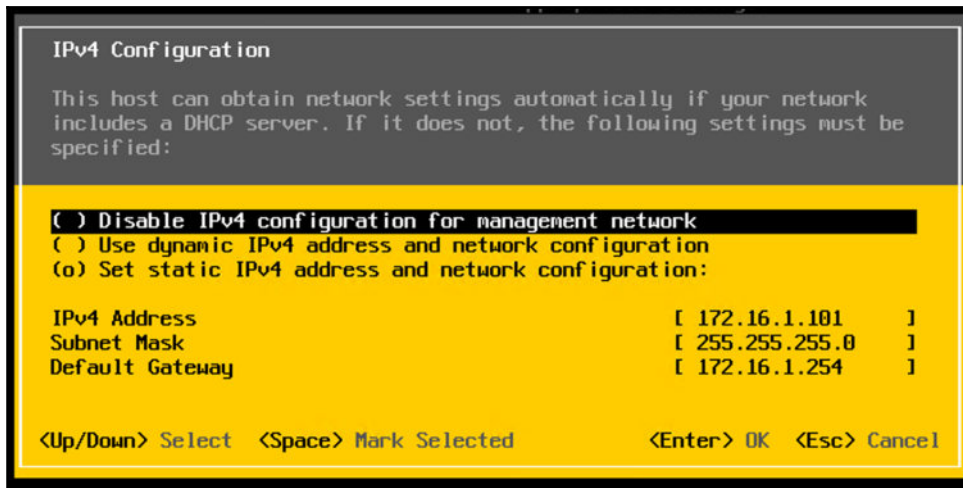 IPv4 Configuration
This host can obtain network settings automatically if your network
includes a DHCP server. If it does not, the following settings must be
specified:
( ) Disable IPv4 configuration for management network
( ) Use dynamic IPv4 address and network configuration
(o) Set static IPv4 address and network configuration:
IPv4 Address [ 172.16.1.101 ]
Subnet Mask [ 255.255.255.0 ]
Default Gateway [ 172.16.1.254 ]
<Up/Down> Select <Space> Mark Selected <Enter> OK <Esc> Cancel